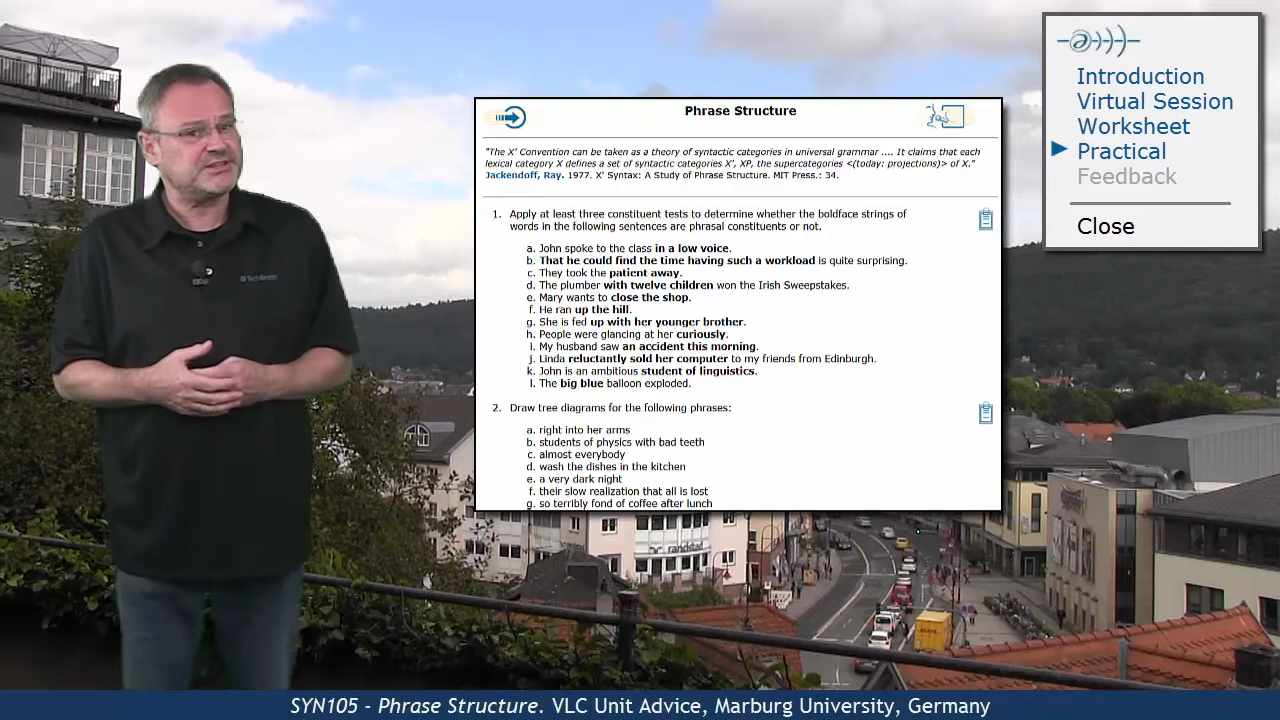 Phrase Structure
"The X' Convention can be taken as a theory of syntactic categories in universal grammar .... It claims that each
lexical category X defines a set of syntactic categories X', XP, the supercategories <(today: projections)> of X."
Jackendoff, Ray. 1977. X' Syntax: A Study of Phrase Structure. MIT Press.: 34.
1. Apply at least three constituent tests to determine whether the boldface strings of
words in the following sentences are phrasal constituents or not.
a. John spoke to the class in a low voice.
b. That he could find the time having such a workload is quite surprising.
c. They took the patient away.
d. The plumber with twelve children won the Irish Sweepstakes.
e. Mary wants to close the shop.
f. He ran up the hill.
g. She is fed up with her younger brother.
h. People were glancing at her curiously.
i. My husband saw an accident this morning.
j. Linda reluctantly sold her computer to my friends from Edinburgh.
k. John is an ambitious student of linguistics.
l. The big blue balloon exploded.
2. Draw tree diagrams for the following phrases:
a. right into her arms
b. students of physics with bad teeth
c. almost everybody
d. wash the dishes in the kitchen
e. a very dark night
f. their slow realization that all is lost
g. so terribly fond of coffee after lunch
Introduction
Virtual Session
Worksheet
Practical
Feedback
Close
randstad
SYN105 - Phrase Structure. VLC Unit Advice, Marburg University, Germany